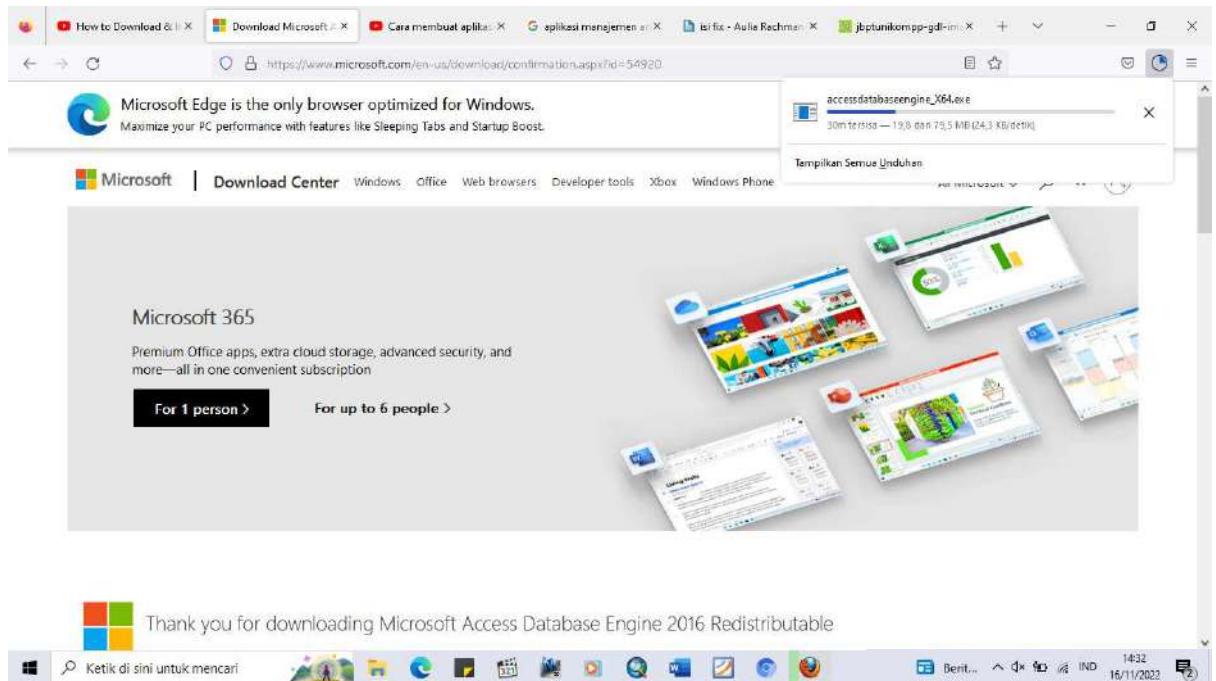 How to Download & I
Download Microsoft A
Cara membuat aplikas
aplikasi manajemen ar
isi fix - Aulia Rachman
jbptunikompp-gdl-im
https://www.microsoft.com/en-us/download/confirmation.aspx?id=54920
Microsoft Edge is the only browser optimized for Windows.
Maximize your PC performance with features like Sleeping Tabs and Startup Boost.
accessdatabaseengine_X64.exe
30m tersisa — 19,8 dari 79,5 MB (24,3 KB/detik)
Tampilkan Semua Unduhan
Microsoft
Download Center
Windows Office Web browsers Developer tools Xbox Windows Phone
All Microsoft
Microsoft 365
Premium Office apps, extra cloud storage, advanced security, and
more—all in one convenient subscription
For 1 person >
For up to 6 people >
Thank you for downloading Microsoft Access Database Engine 2016 Redistributable
Ketik di sini untuk mencari
Berit...
IND
14:32
16/11/2022
2